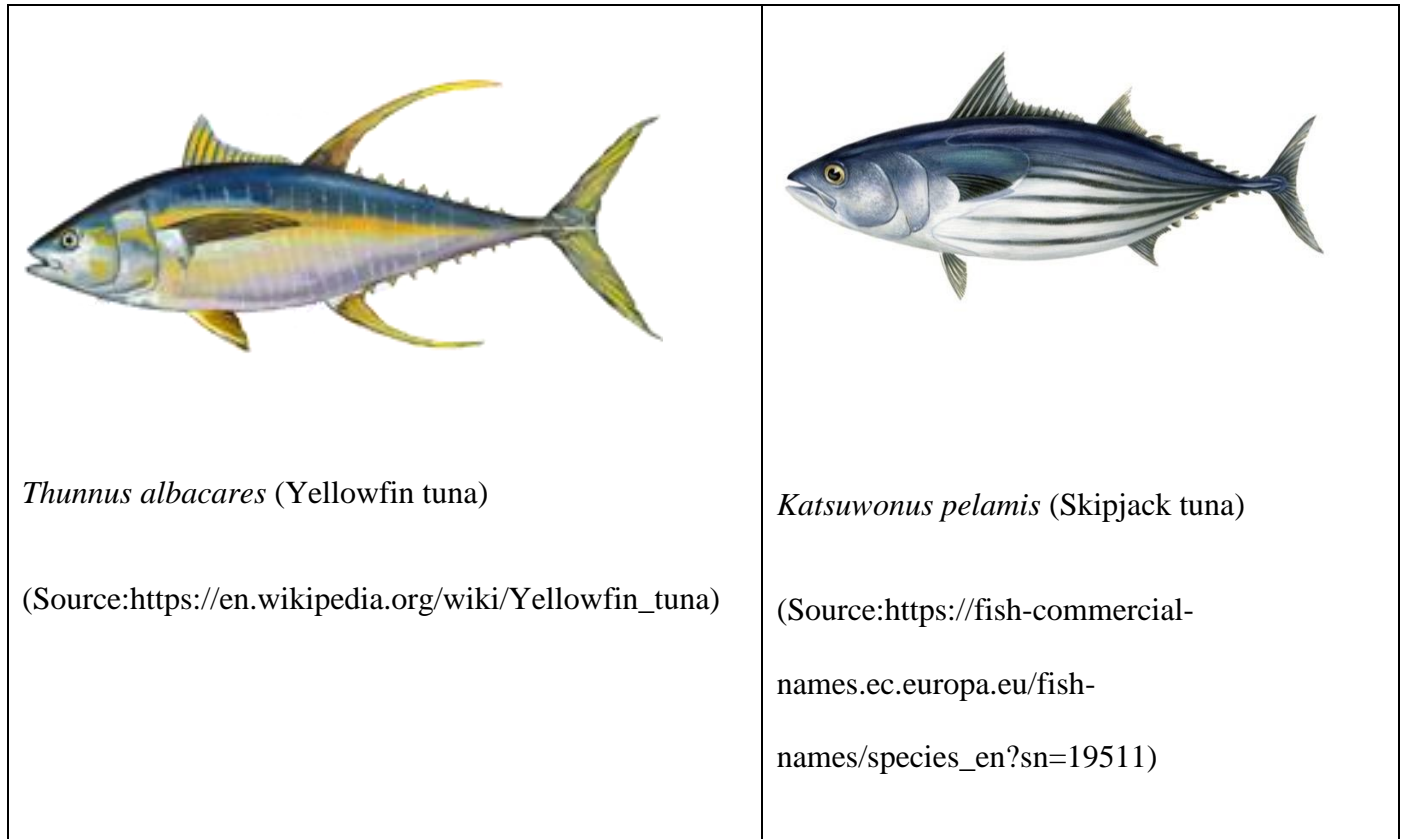 Thunnus albacares (Yellowfin tuna)
(Source:https://en.wikipedia.org/wiki/Yellowfin_tuna)
Katsuwonus pelamis (Skipjack tuna)
(Source:https://fish-commercial-
names.ec.europa.eu/fish-
names/species_en?sn=19511)